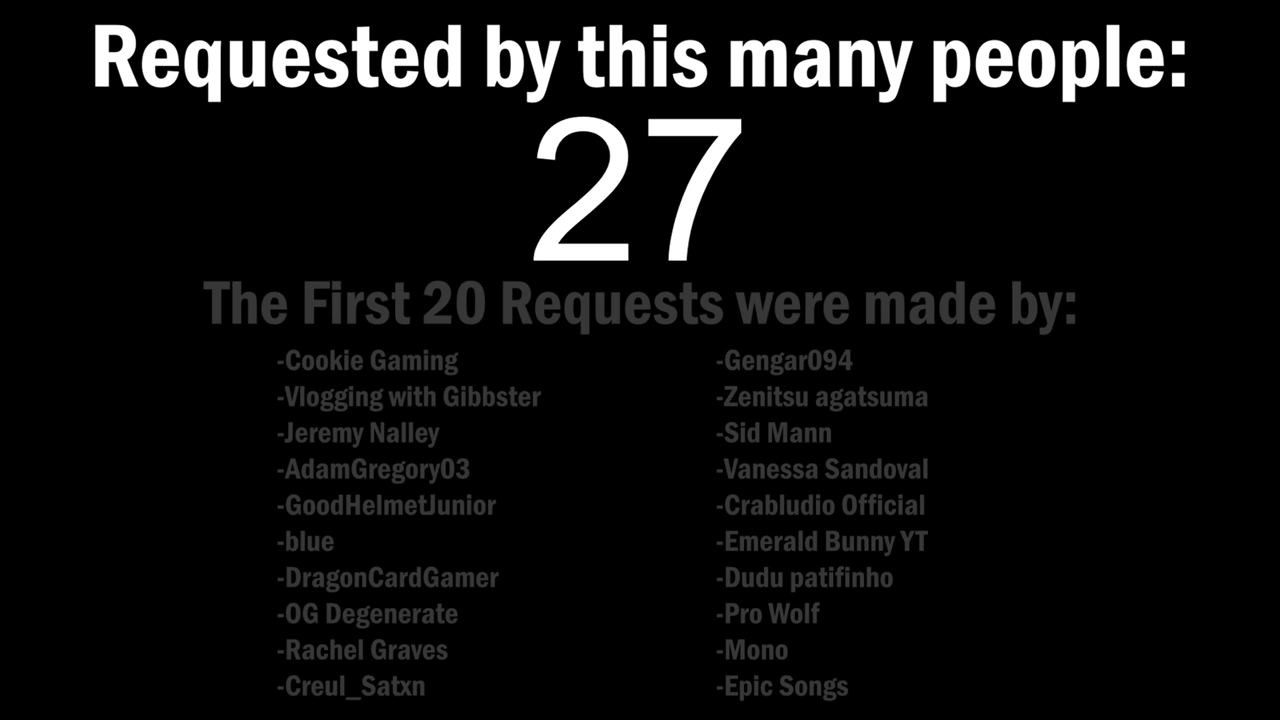 Requested by this many people:
27
The First 20 Requests were made by:
-Cookie Gaming
-Vlogging with Gibbster
-Jeremy Nalley
-AdamGregory03
-GoodHelmetJunior
-blue
-DragonCardGamer
-OG Degenerate
-Rachel Graves
-Creul_Satxn
-Gengar094
-Zenitsu agatsuma
-Sid Mann
-Vanessa Sandoval
-Crabludio Official
-Emerald Bunny YT
-Dudu patifinho
-Pro Wolf
-Mono
-Epic Songs